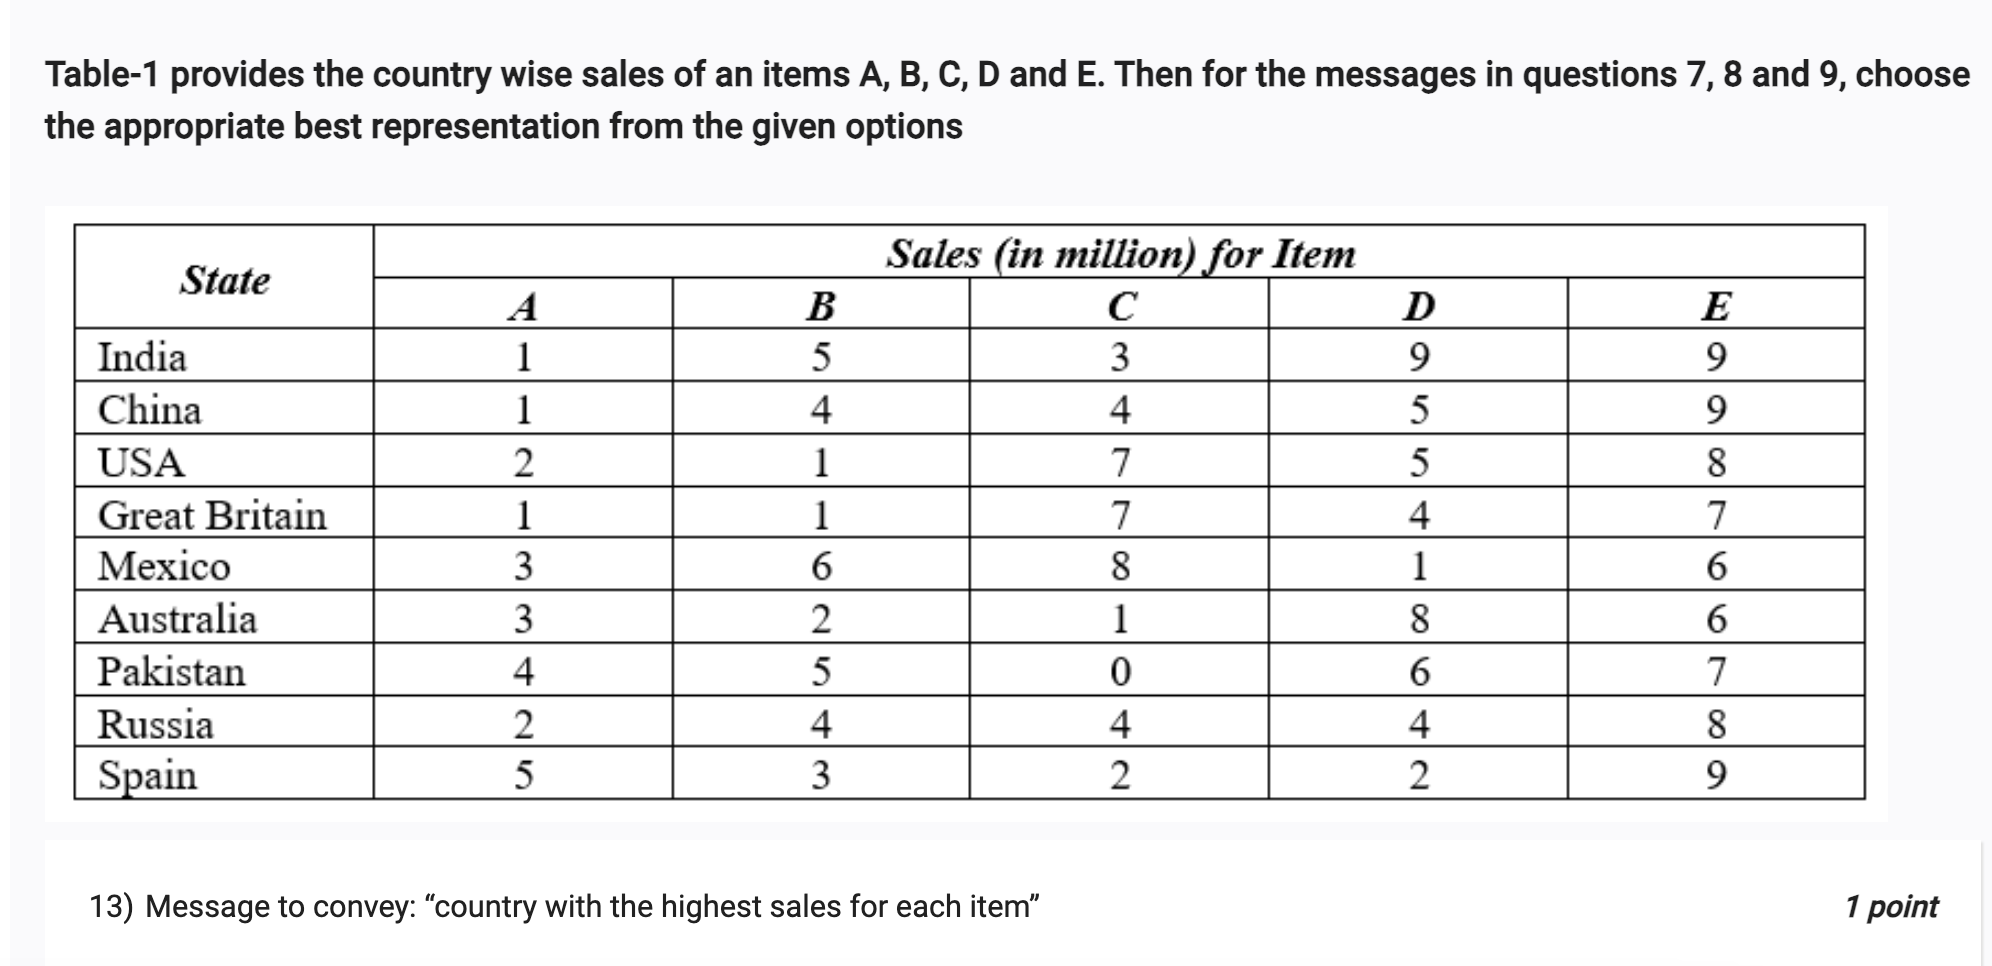 Table-1 provides the country wise sales of an items A, B, C, D and E. Then for the messages in questions 7, 8 and 9, choose
the appropriate best representation from the given options
State Sales (in million) for Item
A B C D E
India 1 5 3 9 9
China 1 4 4 5 9
USA 2 1 7 5 8
Great Britain 1 1 7 4 7
Mexico 3 6 8 1 6
Australia 3 2 1 8 6
Pakistan 4 5 0 6 7
Russia 2 4 4 4 8
Spain 5 3 2 2 9
13) Message to convey: “country with the highest sales for each item” 1 point